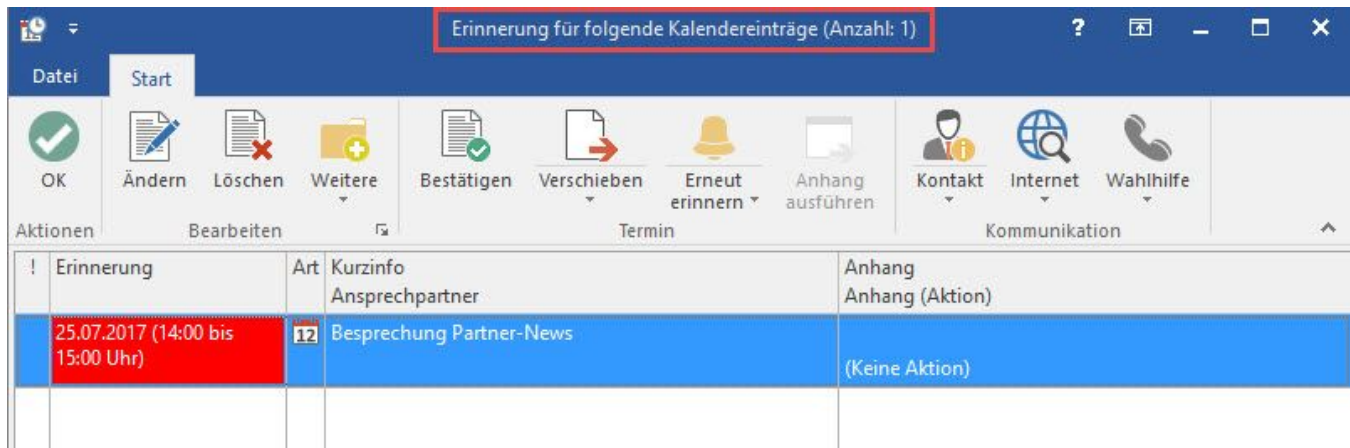 Erinnerung für folgende Kalendereinträge (Anzahl: 1)
Datei Start
OK Ändern Löschen Weitere Bestätigen Verschieben Erneut erinnern Anhang ausführen Kontakt Internet Wahlhilfe
Aktionen Bearbeiten Termin Kommunikation
! Erinnerung Art Kurzinfo Anhang
Ansprechpartner Anhang (Aktion)
25.07.2017 (14:00 bis 12 Besprechung Partner-News
15:00 Uhr) (Keine Aktion)